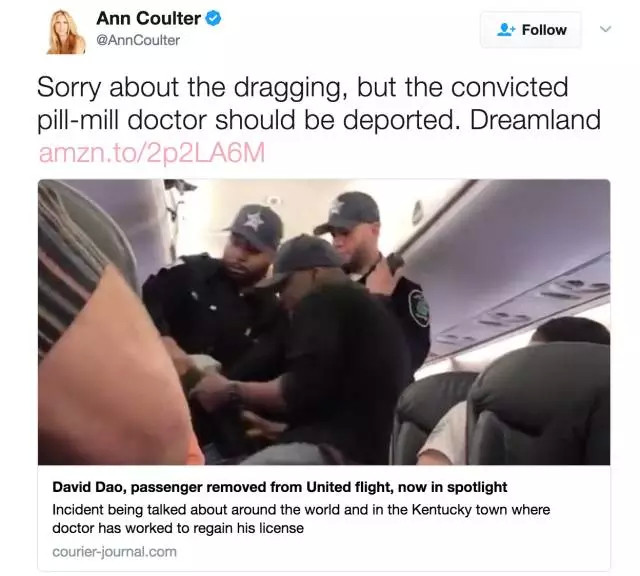 Ann Coulter
@AnnCoulter
Follow
Sorry about the dragging, but the convicted
pill-mill doctor should be deported. Dreamland
amzn.to/2p2LA6M
David Dao, passenger removed from United flight, now in spotlight
Incident being talked about around the world and in the Kentucky town where
doctor has worked to regain his license
courier-journal.com